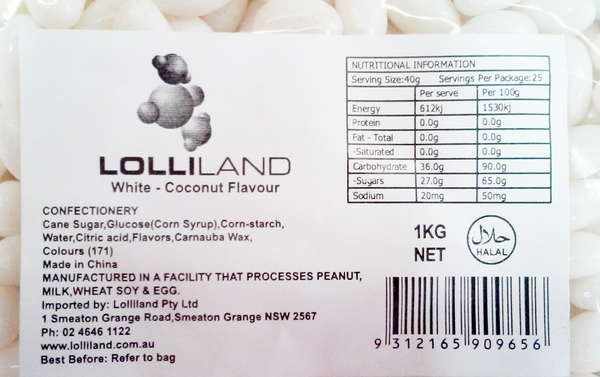 LOLLILAND
White - Coconut Flavour
CONFECTIONERY
Cane Sugar,Glucose(Corn Syrup),Corn-starch,
Water,Citric acid,Flavors,Carnauba Wax,
Colours (171)
Made in China
MANUFACTURED IN A FACILITY THAT PROCESSES PEANUT,
MILK,WHEAT SOY & EGG.
Imported by: Lolliland Pty Ltd
1 Smeaton Grange Road,Smeaton Grange NSW 2567
Ph: 02 4646 1122
www.lolliland.com.au
Best Before: Refer to bag
NUTRITIONAL INFORMATION
Serving Size:40g Servings Per Package:25
Per serve Per 100g
Energy 612kj 1530kj
Protein 0.0g 0.0g
Fat - Total 0.0g 0.0g
-Saturated 0.0g 0.0g
Carbohydrate 36.0g 90.0g
-Sugars 27.0g 65.0g
Sodium 20mg 50mg
1KG
NET
حلال
HALAL
9 312165 909656